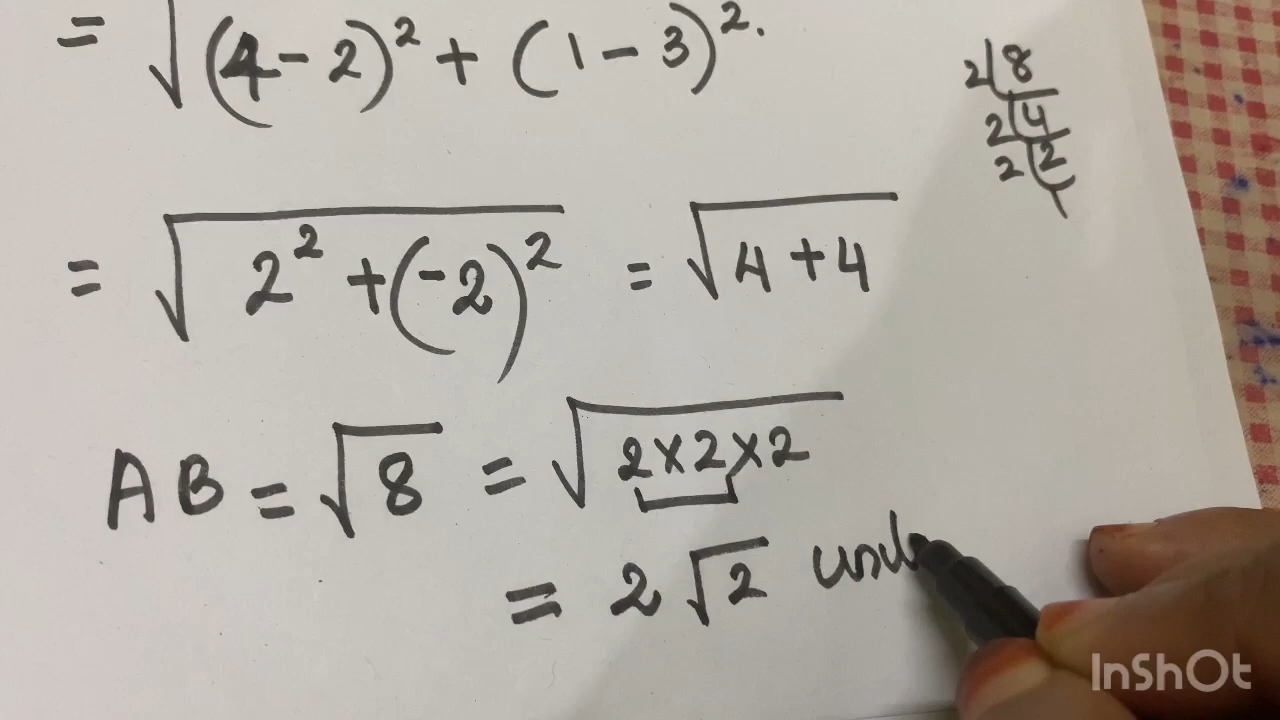 = √(4-2)² + (1-3)².
2 | 8
2 | 4
2 | 2
= √2² + (-2)² = √4+4
AB = √8 = √2×2×2
= 2√2
InShOt